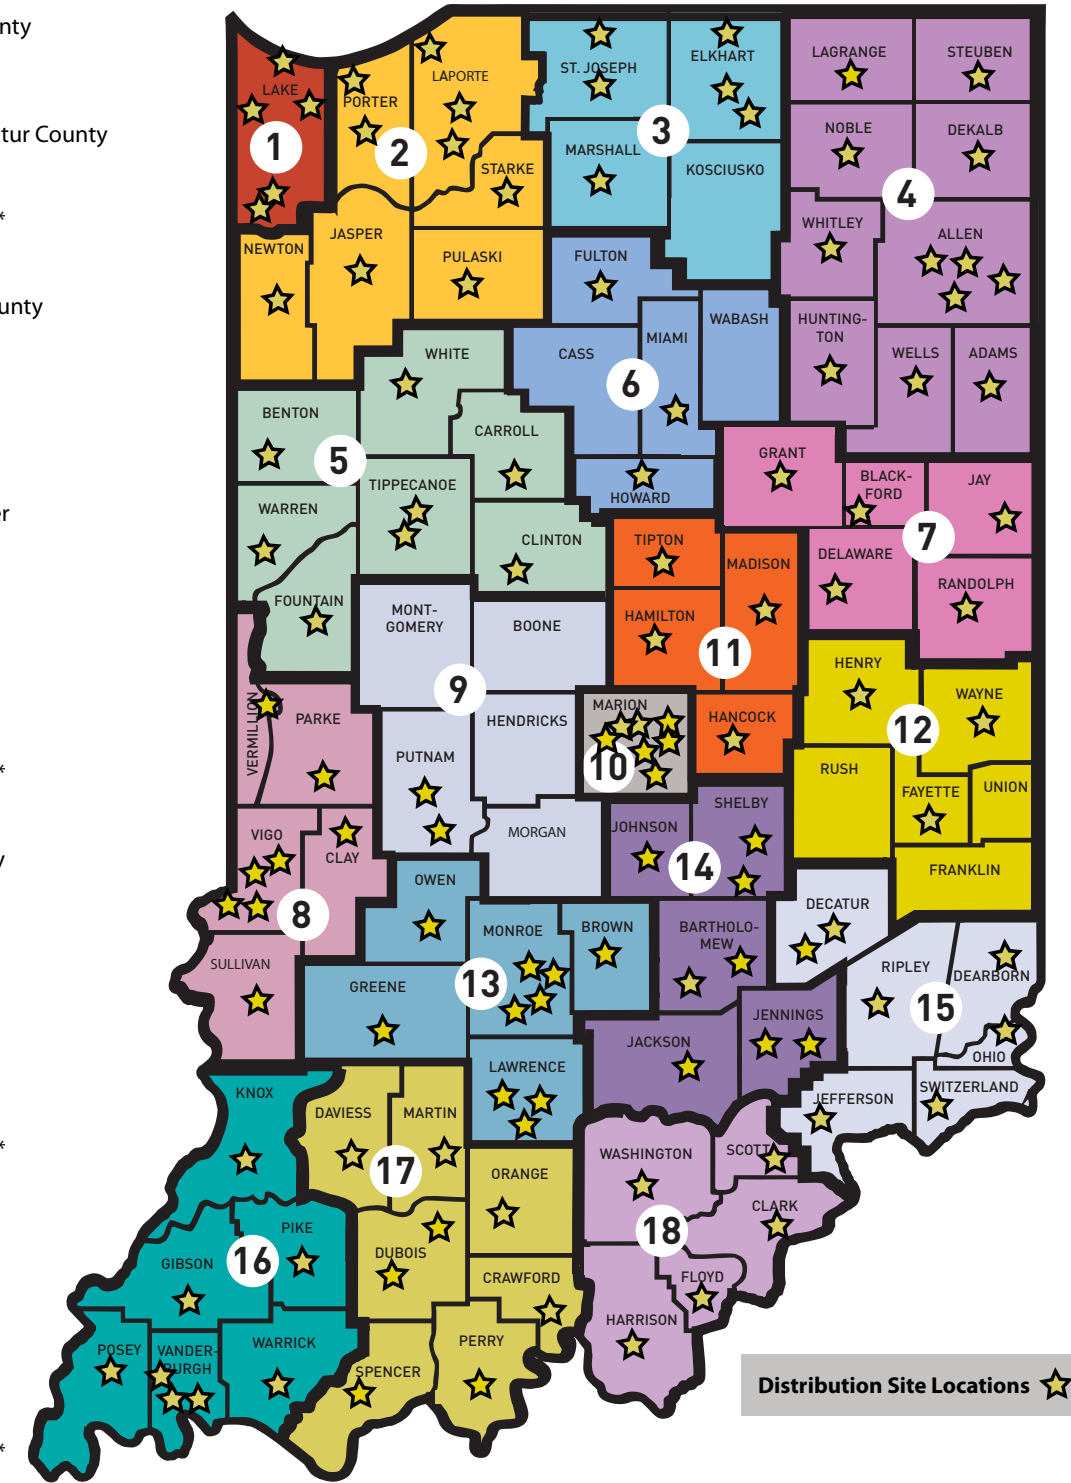 nty
tur County
*
unty
er
*
y
*
*
LAKE
1
PORTER
LAPORTE
2
STARKE
NEWTON
JASPER
PULASKI
ST. JOSEPH
ELKHART
3
MARSHALL
KOSCIUSKO
LAGRANGE
STEUBEN
NOBLE
DEKALB
4
WHITLEY
ALLEN
HUNTING-
TON
WELLS
ADAMS
FULTON
CASS
MIAMI
WABASH
6
HOWARD
WHITE
BENTON
CARROLL
5
TIPPECANOE
WARREN
CLINTON
FOUNTAIN
GRANT
BLACK-
FORD
JAY
7
DELAWARE
RANDOLPH
TIPTON
MADISON
HAMILTON
11
HANCOCK
MONT-
GOMERY
BOONE
9
HENDRICKS
PUTNAM
MORGAN
MARION
10
HENRY
WAYNE
12
RUSH
FAYETTE
UNION
FRANKLIN
VERMILLION
PARKE
VIGO
CLAY
8
SULLIVAN
OWEN
MONROE
BROWN
GREENE
13
LAWRENCE
JOHNSON
SHELBY
14
BARTHOLO-
MEW
JENNINGS
JACKSON
DECATUR
RIPLEY
DEARBORN
15
OHIO
JEFFERSON
SWITZERLAND
KNOX
PIKE
GIBSON
16
POSEY
VANDER-
BURGH
WARRICK
DAVIESS
MARTIN
17
ORANGE
DUBOIS
CRAWFORD
SPENCER
PERRY
WASHINGTON
SCOTT
CLARK
18
FLOYD
HARRISON
Distribution Site Locations